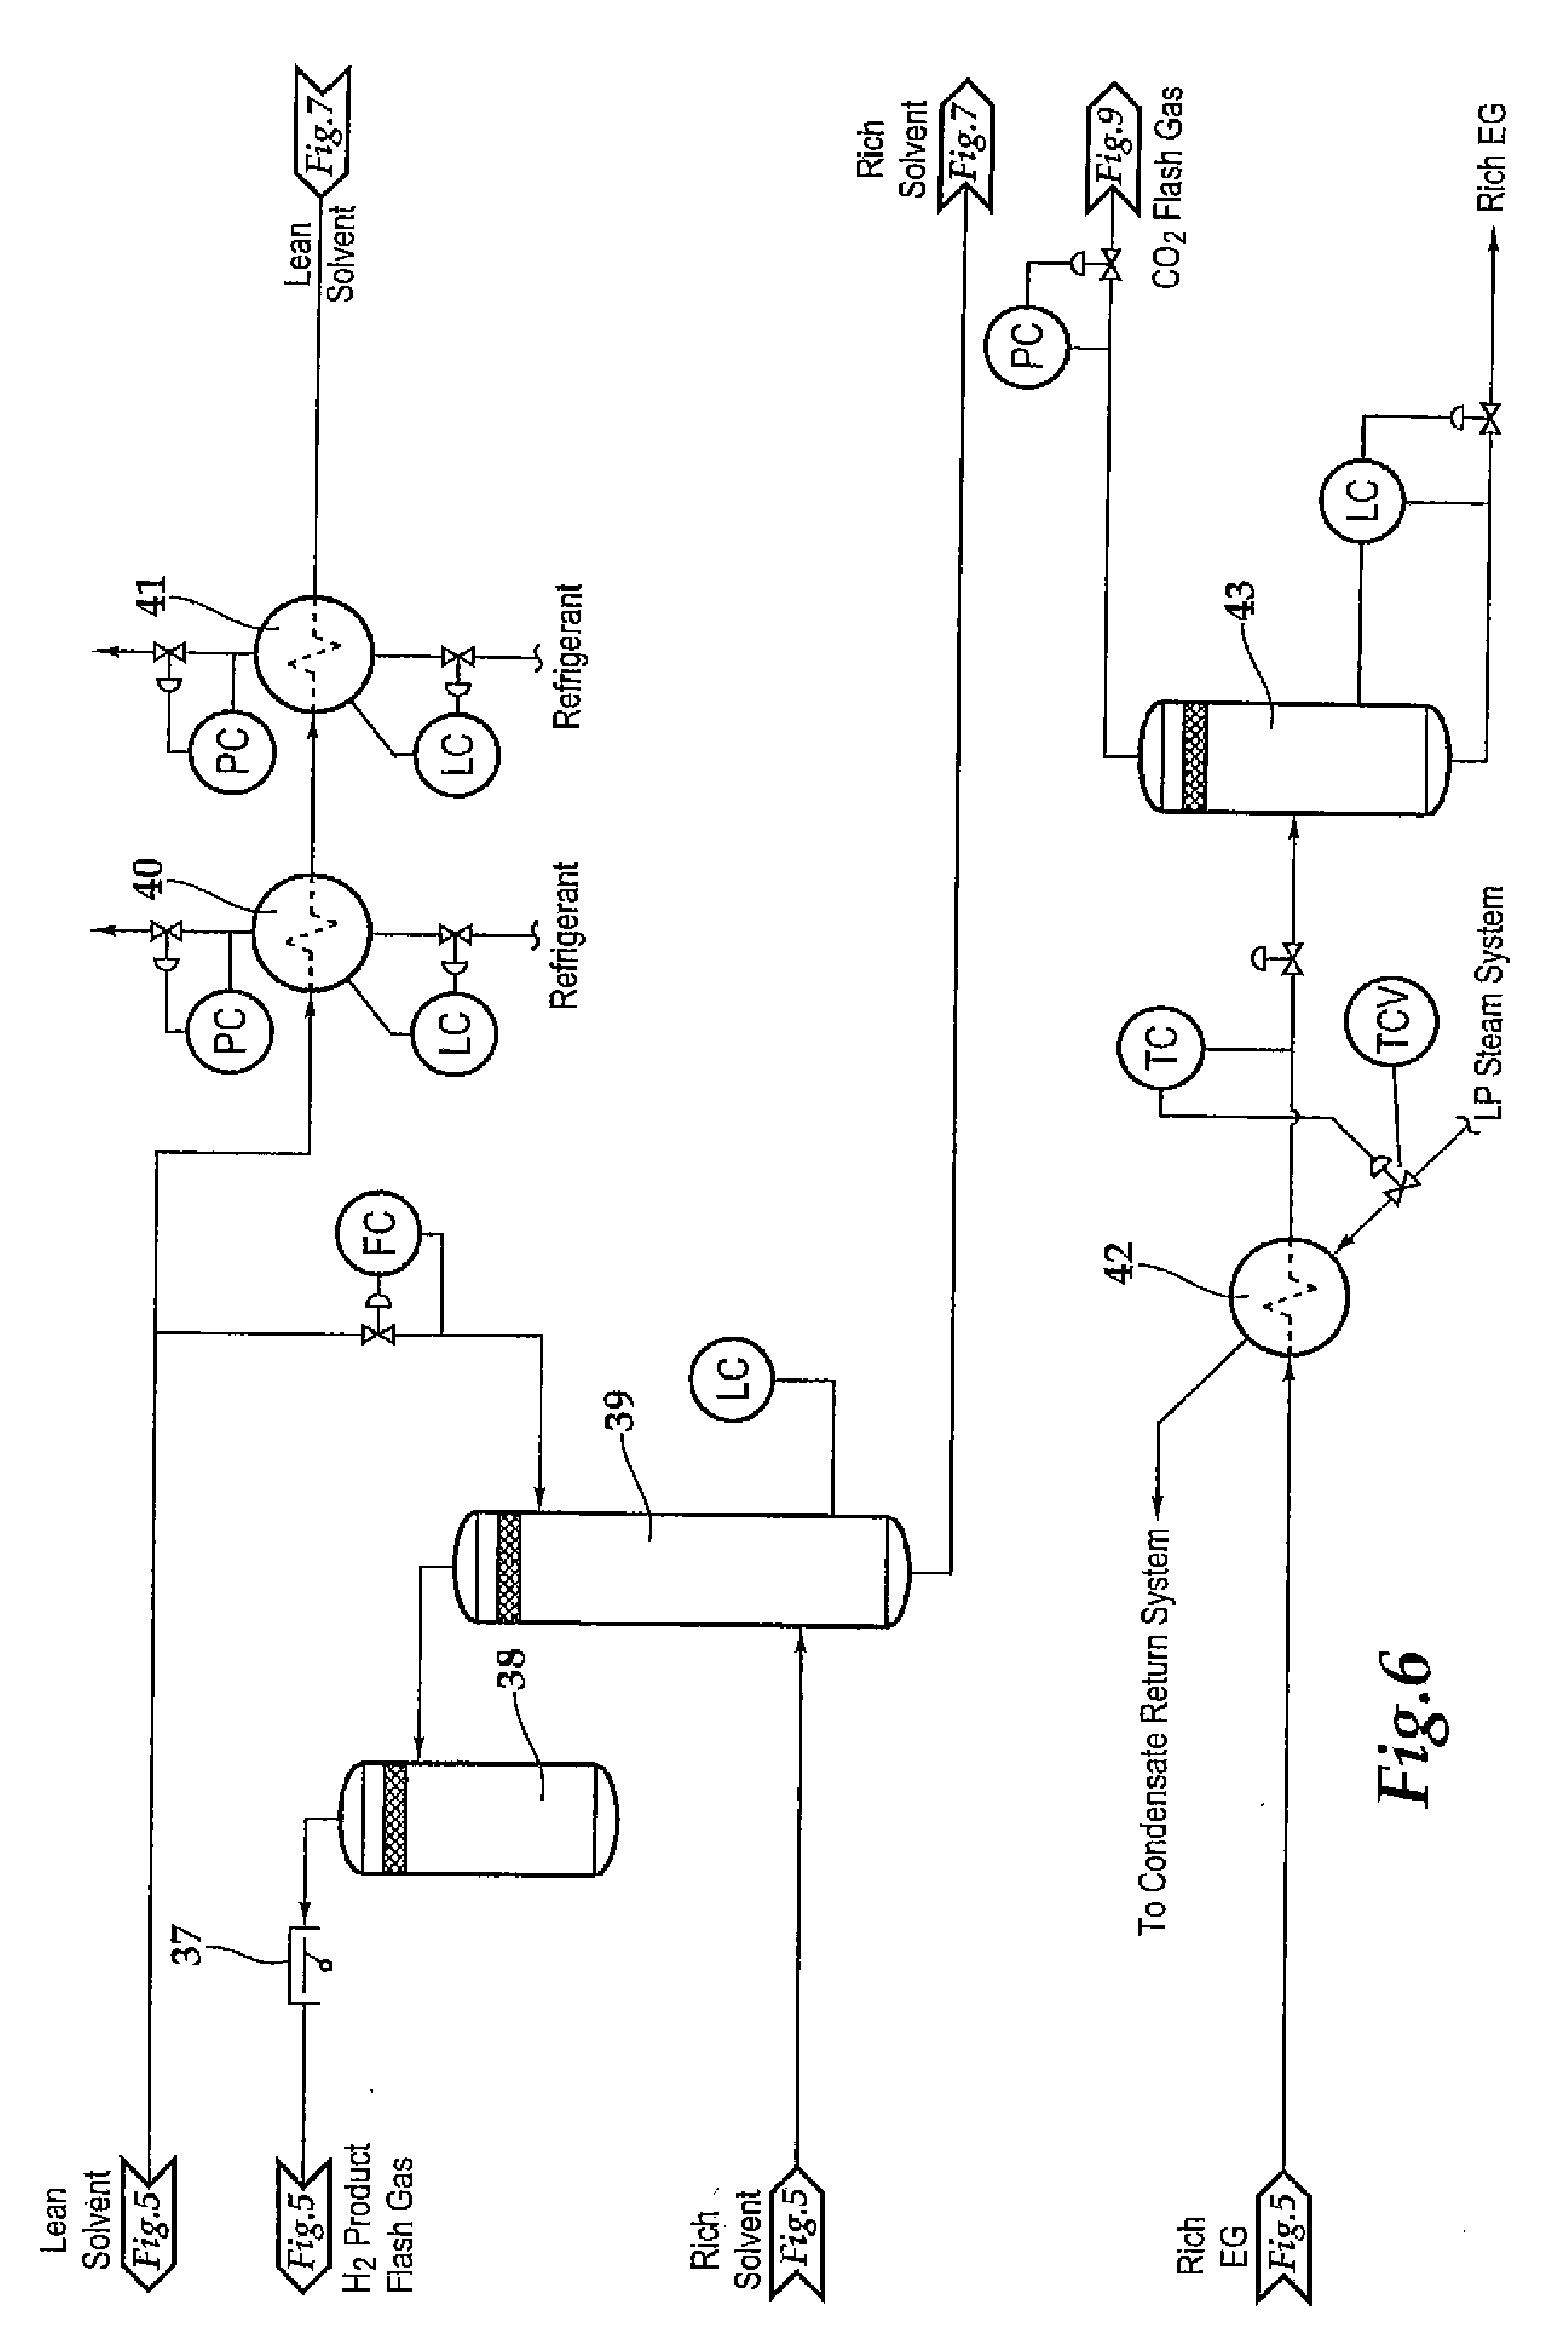 Lean
Solvent
Fig.5
Fig.5
H2 Product
Flash Gas
37
38
39
LC
FC
PC
40
LC
Refrigerant
PC
41
LC
Refrigerant
Lean
Solvent
Fig.7
Rich
Solvent
Fig.5
Rich
Solvent
Fig.7
Fig.9
CO2 Flash Gas
PC
LC
Rich EG
43
TC
TCV
LP Steam System
42
To Condensate Return System
Rich
EG
Fig.5
Fig.6